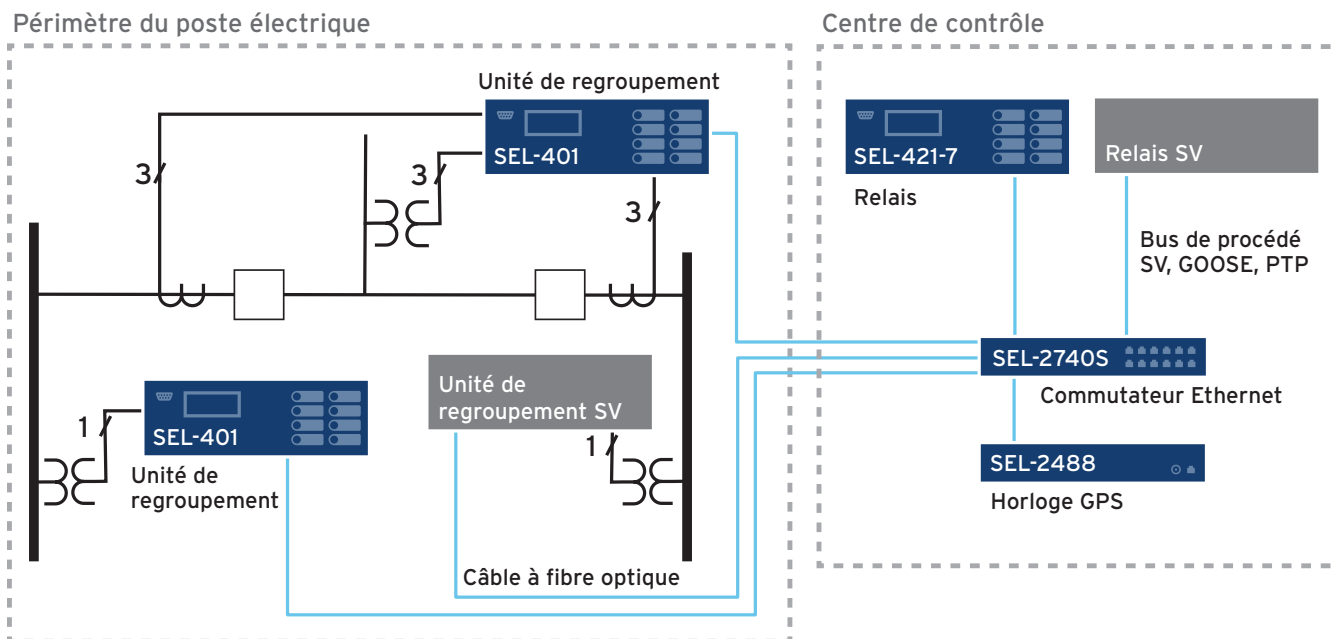 Périmètre du poste électrique
Unité de regroupement
SEL-401
3
3
3
Unité de
regroupement SV
1
SEL-401
1
Unité de
regroupement
Câble à fibre optique
Centre de contrôle
SEL-421-7
Relais
Relais SV
Bus de procédé
SV, GOOSE, PTP
SEL-2740S
Commutateur Ethernet
SEL-2488
Horloge GPS